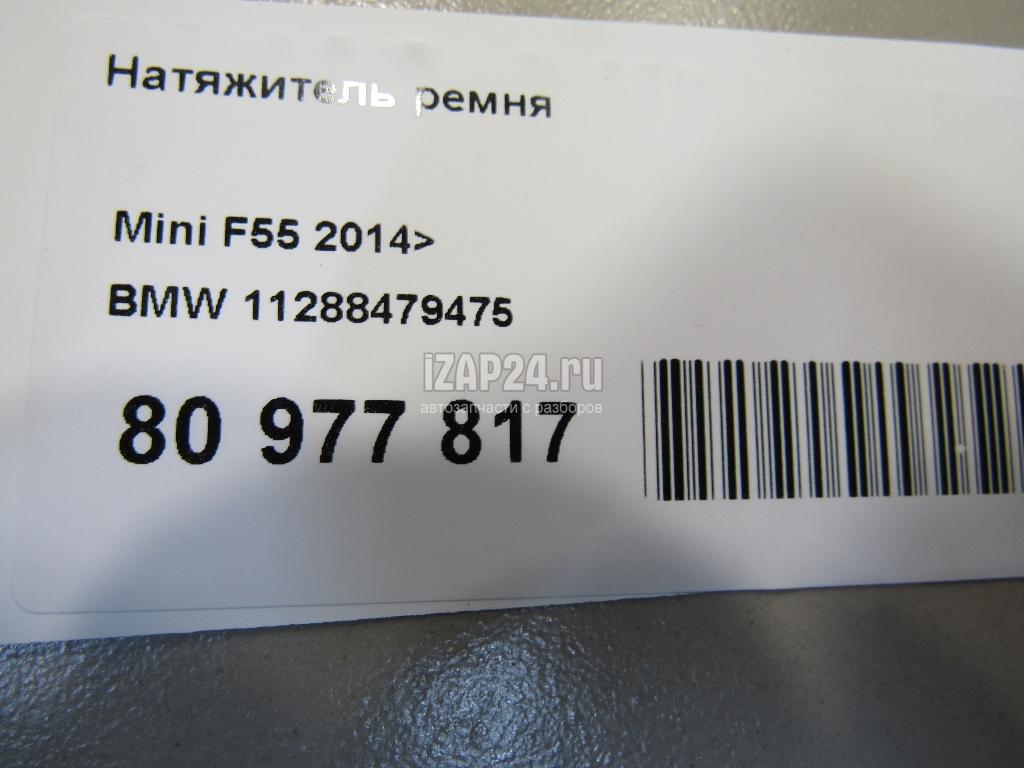 Натяжитель ремня
Mini F55 2014>
BMW 11288479475
iZAP24.ru
автозапчасти с разборов
80 977 817